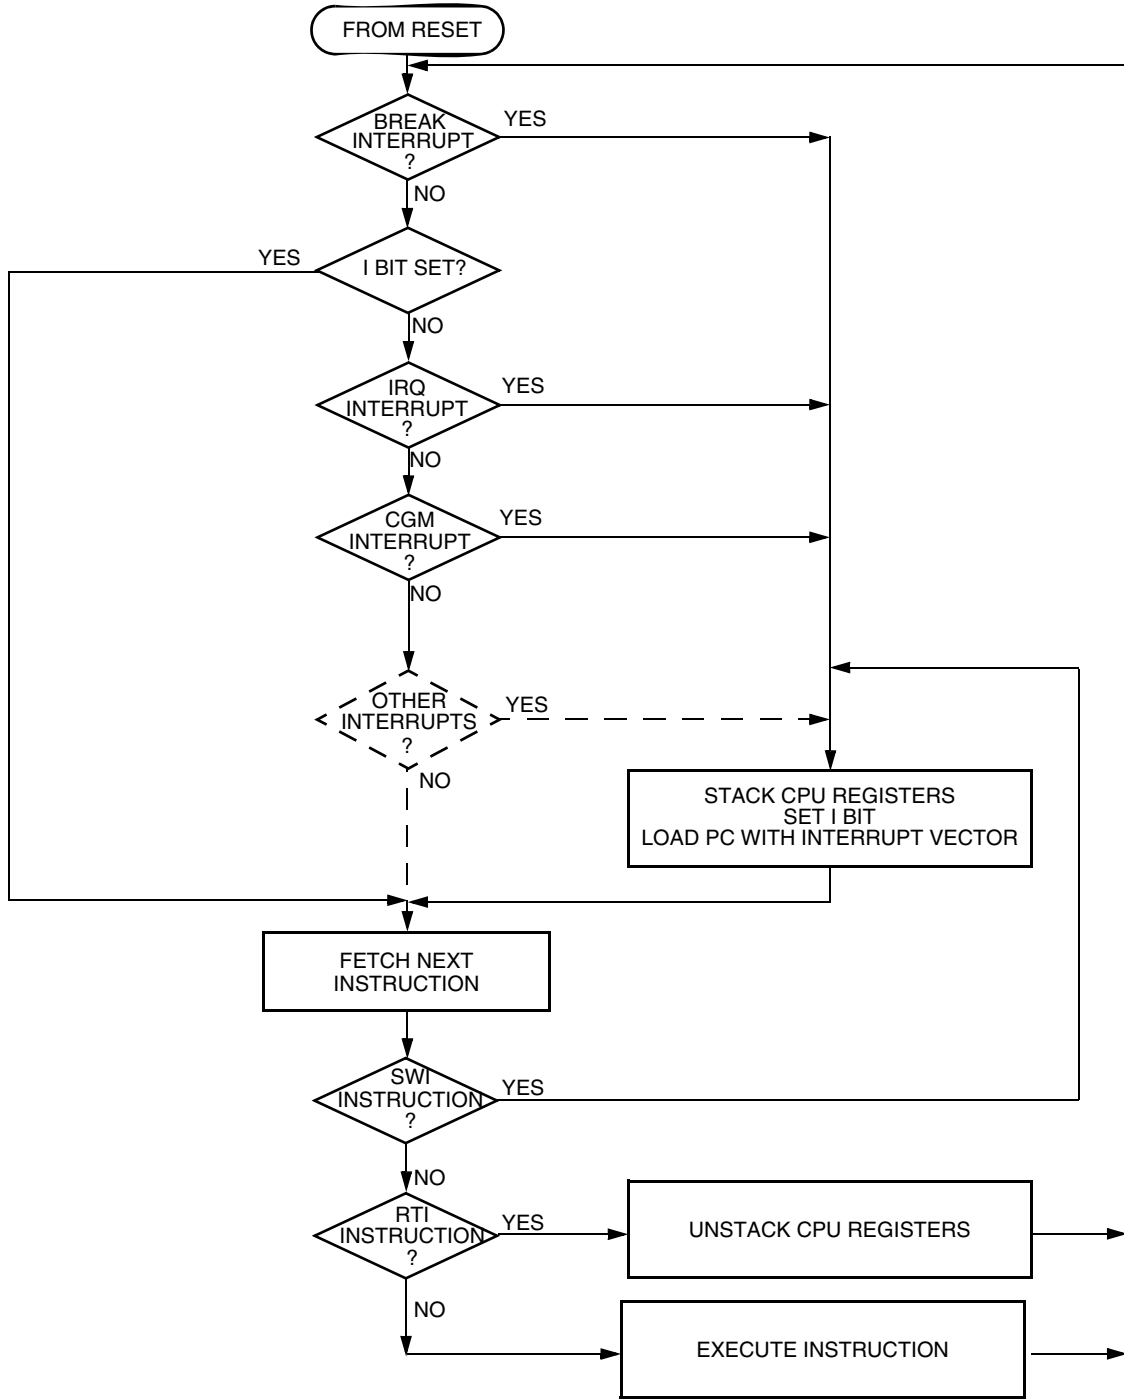 FROM RESET
BREAK
INTERRUPT
?
YES
NO
YES
I BIT SET?
NO
IRQ
INTERRUPT
?
YES
NO
CGM
INTERRUPT
?
YES
NO
OTHER
INTERRUPTS
?
YES
NO
STACK CPU REGISTERS
SET I BIT
LOAD PC WITH INTERRUPT VECTOR
FETCH NEXT
INSTRUCTION
SWI
INSTRUCTION
?
YES
NO
RTI
INSTRUCTION
?
YES
UNSTACK CPU REGISTERS
NO
EXECUTE INSTRUCTION